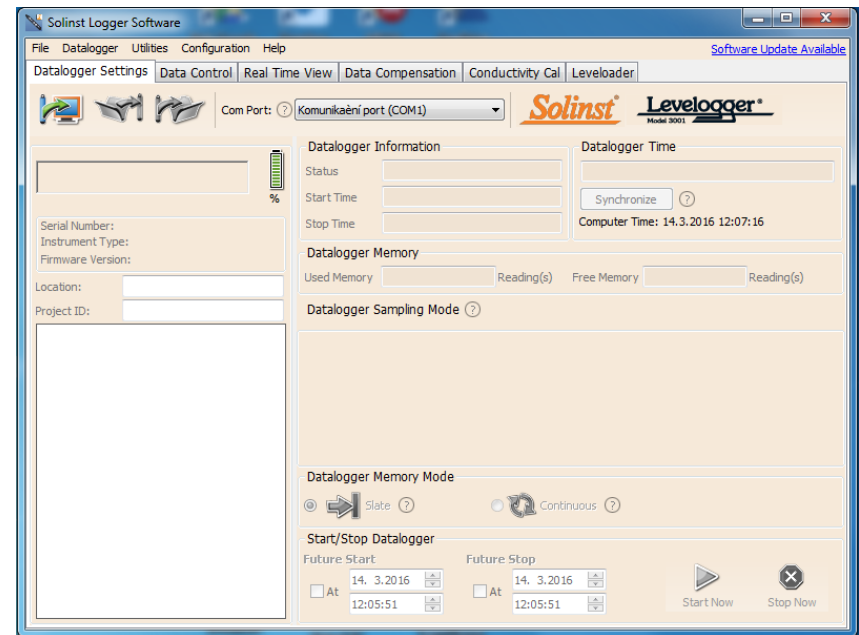 Solinst Logger Software
File Datalogger Utilities Configuration Help
Software Update Available
Datalogger Settings Data Control Real Time View Data Compensation Conductivity Cal Leveloader
Com Port: ? Komunikaèní port (COM1)
Solinst Levelogger
Model 3001
%
Serial Number:
Instrument Type:
Firmware Version:
Location:
Project ID:
Datalogger Information
Status
Start Time
Stop Time
Datalogger Time
Synchronize ?
Computer Time: 14.3.2016 12:07:16
Datalogger Memory
Used Memory Reading(s) Free Memory Reading(s)
Datalogger Sampling Mode ?
Datalogger Memory Mode
Slate ? Continuous ?
Start/Stop Datalogger
Future Start Future Stop
At 14. 3.2016 At 14. 3.2016
12:05:51 12:05:51
Start Now Stop Now